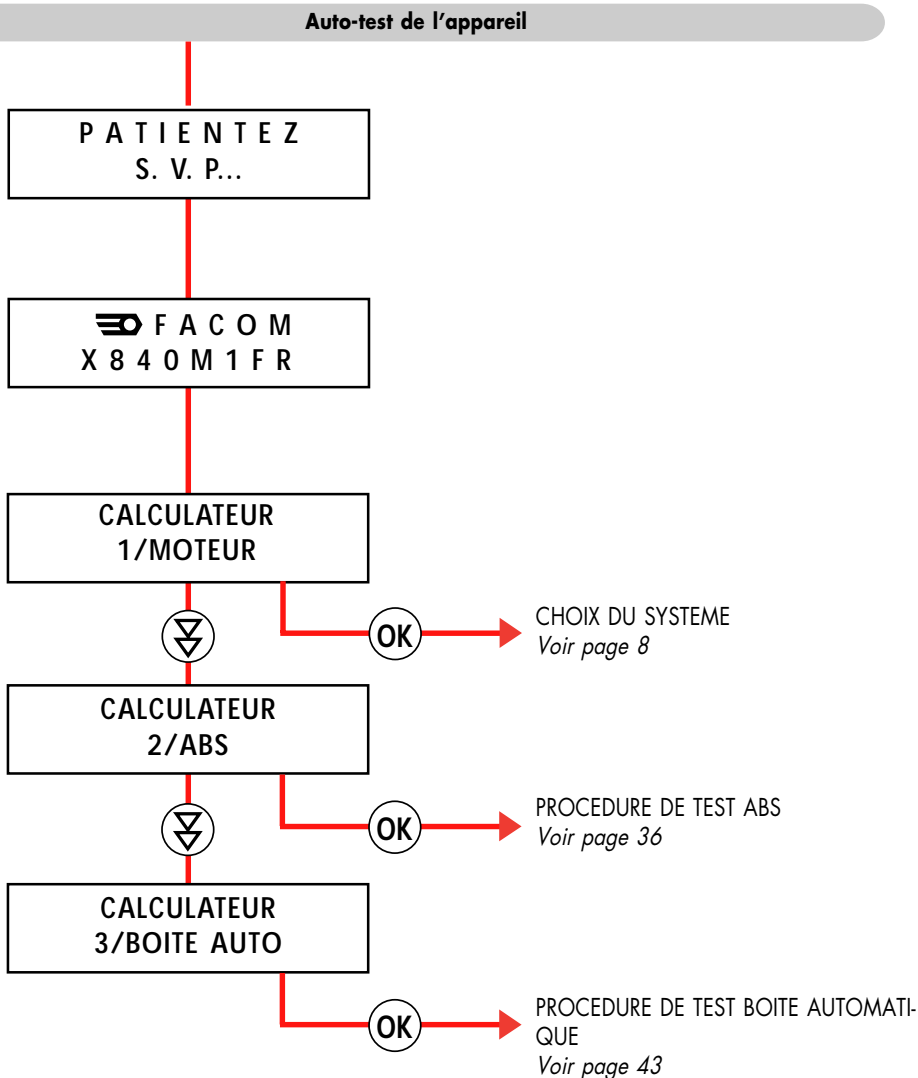 Auto-test de l’appareil
P A T I E N T E Z
S. V. P...
F A C O M
X 8 4 0 M 1 F R
CALCULATEUR
1/MOTEUR
OK
CHOIX DU SYSTEME
Voir page 8
CALCULATEUR
2/ABS
OK
PROCEDURE DE TEST ABS
Voir page 36
CALCULATEUR
3/BOITE AUTO
OK
PROCEDURE DE TEST BOITE AUTOMATI-
QUE
Voir page 43